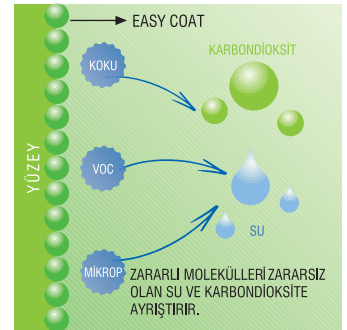 EASY COAT
KARBONDİOKSİT
KOKU
YÜZEY
VOC
SU
MİKROP
ZARARLI MOLEKÜLLERİ ZARARSIZ
OLAN SU VE KARBONDİOKSİTE
AYRIŞTIRIR.